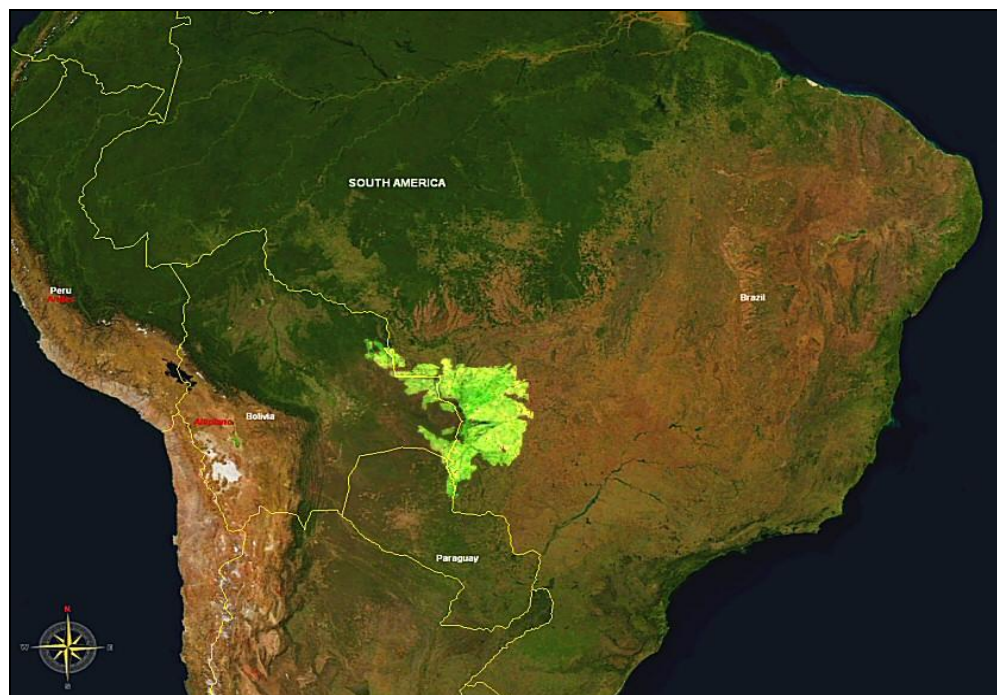 SOUTH AMERICA
Peru
Andes
Brazil
Altiplano
Bolivia
Paraguay
N
W
E
S